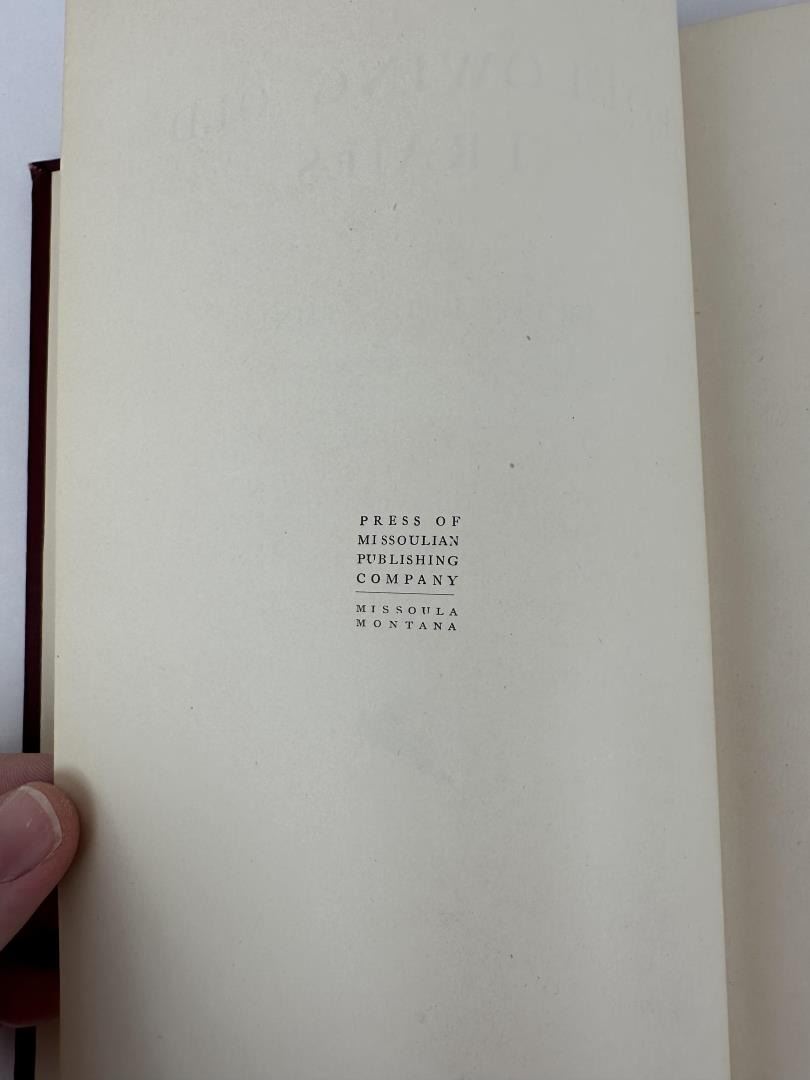 PRESS OF
MISSOULIAN
PUBLISHING
COMPANY
MISSOULA
MONTANA